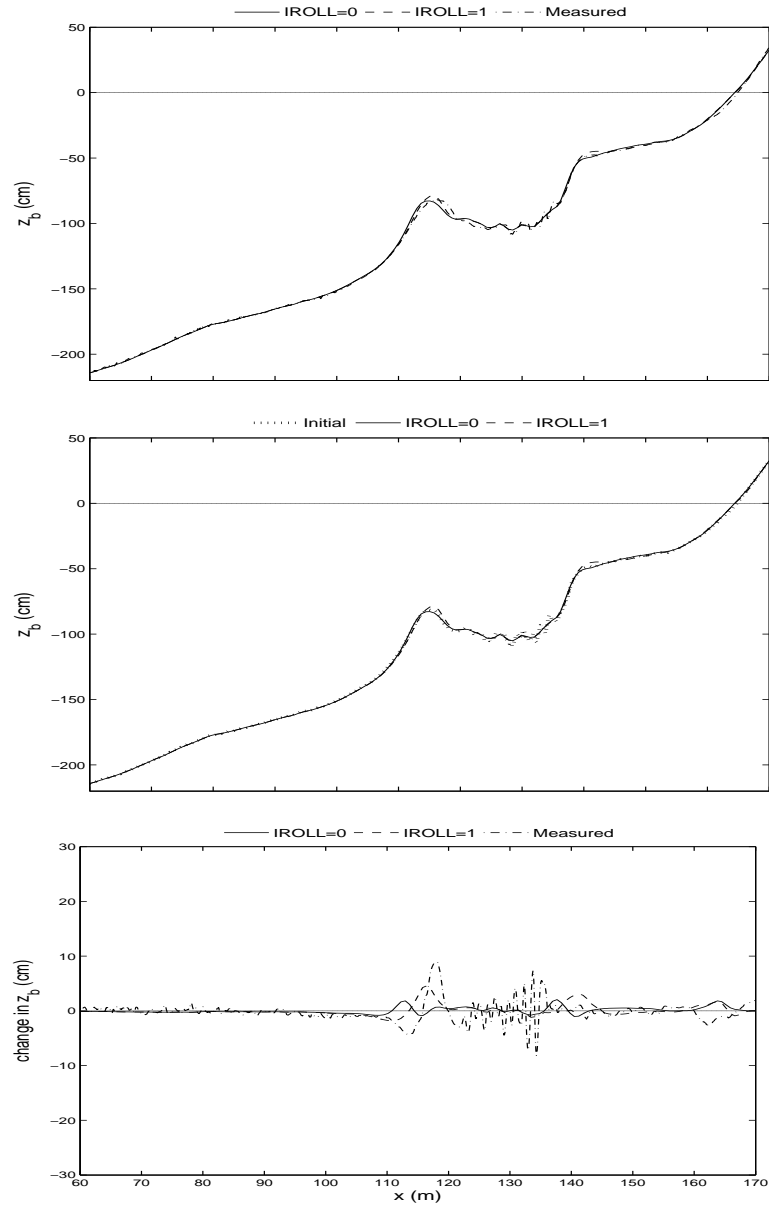 IROLL=0 IROLL=1 Measured
50
0
−50
−100
−150
−200
z_b (cm)
Initial IROLL=0 IROLL=1
50
0
−50
−100
−150
−200
z_b (cm)
IROLL=0 IROLL=1 Measured
30
20
10
0
−10
−20
−30
change in z_b (cm)
60 70 80 90 100 110 120 130 140 150 160 170
x (m)